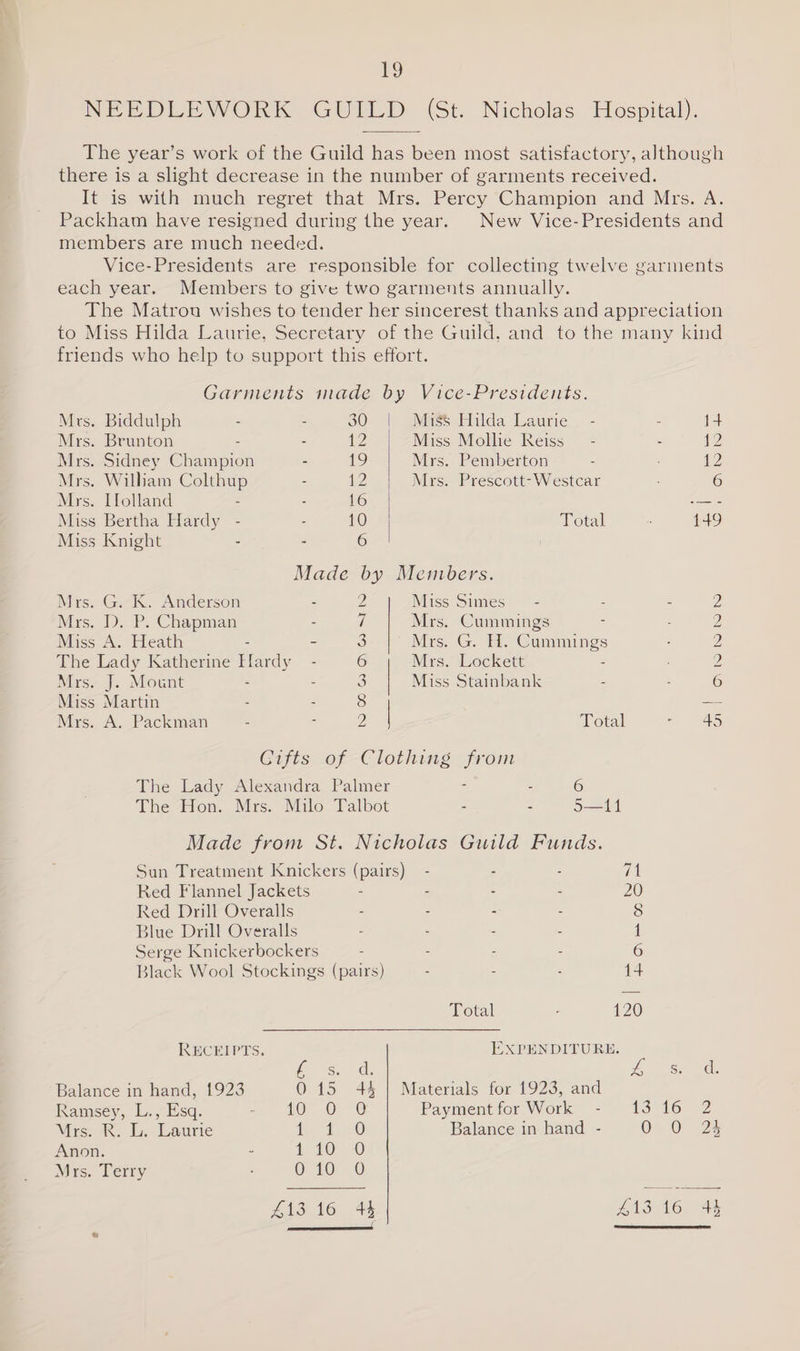 19
NEEDLEWORK GUILD (St. Nicholas Hospital).
The year's work of the Guild has been most satisfactory, although
there is a slight decrease in the number of garments received.
It is with much regret that Mrs. Percy Champion and Mrs. A.
Packham have resigned during the year. New Vice-Presidents and
members are much needed.
Vice-Presidents are responsible for collecting twelve garments
each year. Members to give two garments annually.
The Matron wishes to tender her sincerest thanks and appreciation
to Miss Hilda Laurie, Secretary of the Guild, and to the many kind
friends who help to support this effort.
Garments made by Vice-Presidents.
Mrs. Biddulph - - 30
Mrs. Brunton - - 12
Mrs. Sidney Champion - 19
Mrs. William Colthup - 12
Mrs. Holland - - 16
Miss Bertha Hardy - - 10
Miss Knight - - 6
Miss Hilda Laurie - - 14
Miss Mollie Reiss - - 12
Mrs. Pemberton - - 12
Mrs. Prescott-Westcar - 6
Total - 149
Made by Members.
Mrs. G. K. Anderson - 2
Mrs. D. P. Chapman - 7
Miss A. Heath - - 3
The Lady Katherine Hardy - 6
Mrs. J. Mount - - 3
Miss Martin - - 8
Mrs. A. Packman - - 2
Miss Simes - - - 2
Mrs. Cummings - - 2
Mrs. G. H. Cummings - 2
Mrs. Lockett - - 2
Miss Stainbank - - 6
Total - 45
Gifts of Clothing from
The Lady Alexandra Palmer - - 6
The Hon. Mrs. Milo Talbot - - 5—11
Made from St. Nicholas Guild Funds.
Sun Treatment Knickers (pairs) - - - 71
Red Flannel Jackets - - - - 20
Red Drill Overalls - - - - 8
Blue Drill Overalls - - - - 1
Serge Knickerbockers - - - - 6
Black Wool Stockings (pairs) - - - 14
Total - 120
RECEIPTS.
£ s. d.
Balance in hand, 1923 0 15 4½
Ramsey, L., Esq. - 10 0 0
Mrs. R. L. Laurie 1 1 0
Anon. - 1 10 0
Mrs. Terry - 0 10 0
£13 16 4½
EXPENDITURE.
£ s. d.
Materials for 1923, and
Payment for Work - 13 16 2
Balance in hand - 0 0 2½
£13 16 4½